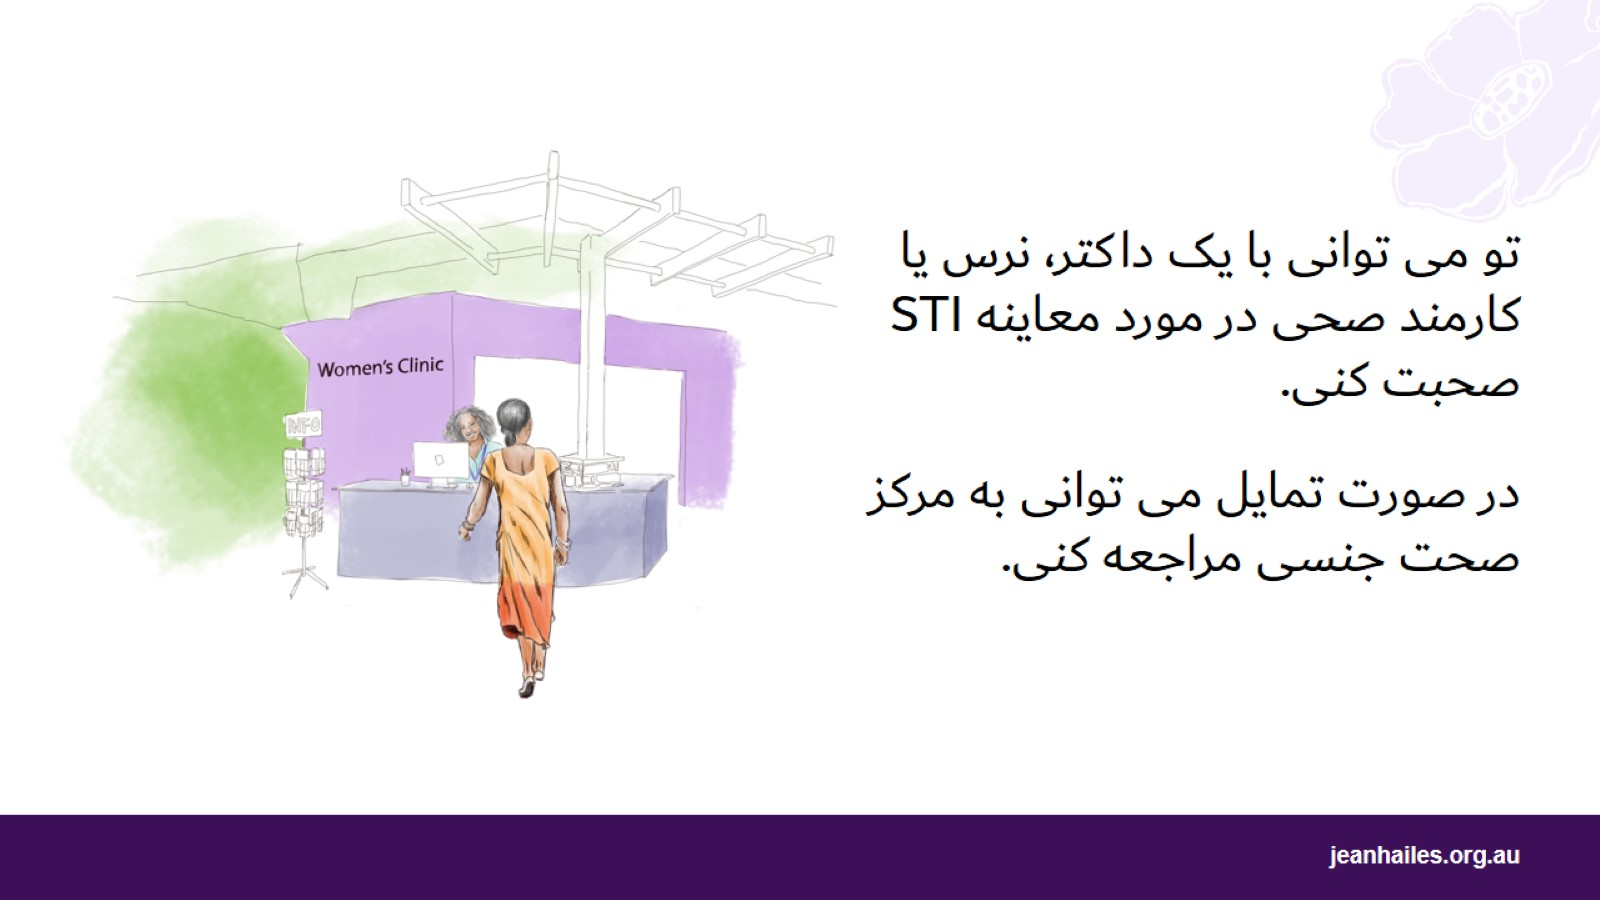 تو می توانی با یک داکتر، نرس یا
کارمند صحی در مورد معاینه STI
صحبت کنی.
در صورت تمایل می توانی به مرکز
صحت جنسی مراجعه کنی.
Women's Clinic
INFO
jeanhailes.org.au